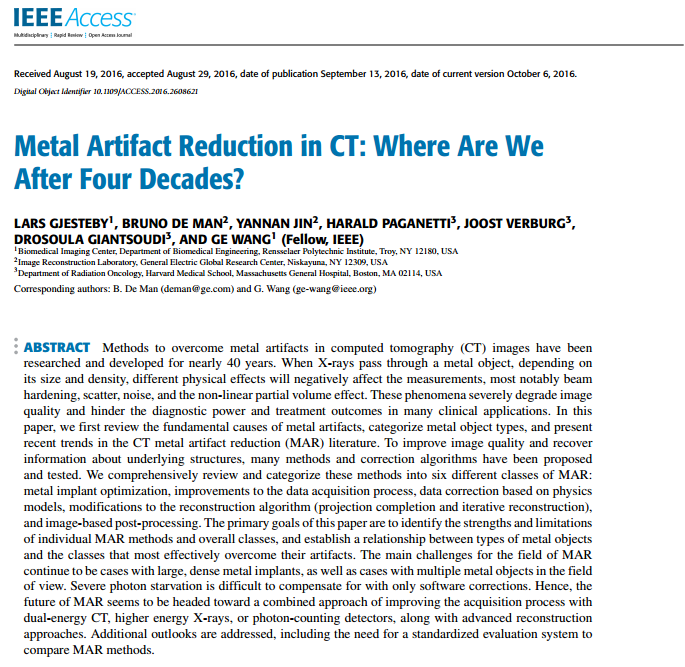 IEEE Access
Multidisciplinary | Rapid Review | Open Access Journal
Received August 19, 2016, accepted August 29, 2016, date of publication September 13, 2016, date of current version October 6, 2016.
Digital Object Identifier 10.1109/ACCESS.2016.2608621
Metal Artifact Reduction in CT: Where Are We
After Four Decades?
LARS GJESTEBY1, BRUNO DE MAN2, YANNAN JIN2, HARALD PAGANETTI3, JOOST VERBURG3,
DROSOULA GIANTSOUDI3, AND GE WANG1 (Fellow, IEEE)
1Biomedical Imaging Center, Department of Biomedical Engineering, Rensselaer Polytechnic Institute, Troy, NY 12180, USA
2Image Reconstruction Laboratory, General Electric Global Research Center, Niskayuna, NY 12309, USA
3Department of Radiation Oncology, Harvard Medical School, Massachusetts General Hospital, Boston, MA 02114, USA
Corresponding authors: B. De Man (deman@ge.com) and G. Wang (ge-wang@ieee.org)
ABSTRACT Methods to overcome metal artifacts in computed tomography (CT) images have been
researched and developed for nearly 40 years. When X-rays pass through a metal object, depending on
its size and density, different physical effects will negatively affect the measurements, most notably beam
hardening, scatter, noise, and the non-linear partial volume effect. These phenomena severely degrade image
quality and hinder the diagnostic power and treatment outcomes in many clinical applications. In this
paper, we first review the fundamental causes of metal artifacts, categorize metal object types, and present
recent trends in the CT metal artifact reduction (MAR) literature. To improve image quality and recover
information about underlying structures, many methods and correction algorithms have been proposed
and tested. We comprehensively review and categorize these methods into six different classes of MAR:
metal implant optimization, improvements to the data acquisition process, data correction based on physics
models, modifications to the reconstruction algorithm (projection completion and iterative reconstruction),
and image-based post-processing. The primary goals of this paper are to identify the strengths and limitations
of individual MAR methods and overall classes, and establish a relationship between types of metal objects
and the classes that most effectively overcome their artifacts. The main challenges for the field of MAR
continue to be cases with large, dense metal implants, as well as cases with multiple metal objects in the field
of view. Severe photon starvation is difficult to compensate for with only software corrections. Hence, the
future of MAR seems to be headed toward a combined approach of improving the acquisition process with
dual-energy CT, higher energy X-rays, or photon-counting detectors, along with advanced reconstruction
approaches. Additional outlooks are addressed, including the need for a standardized evaluation system to
compare MAR methods.